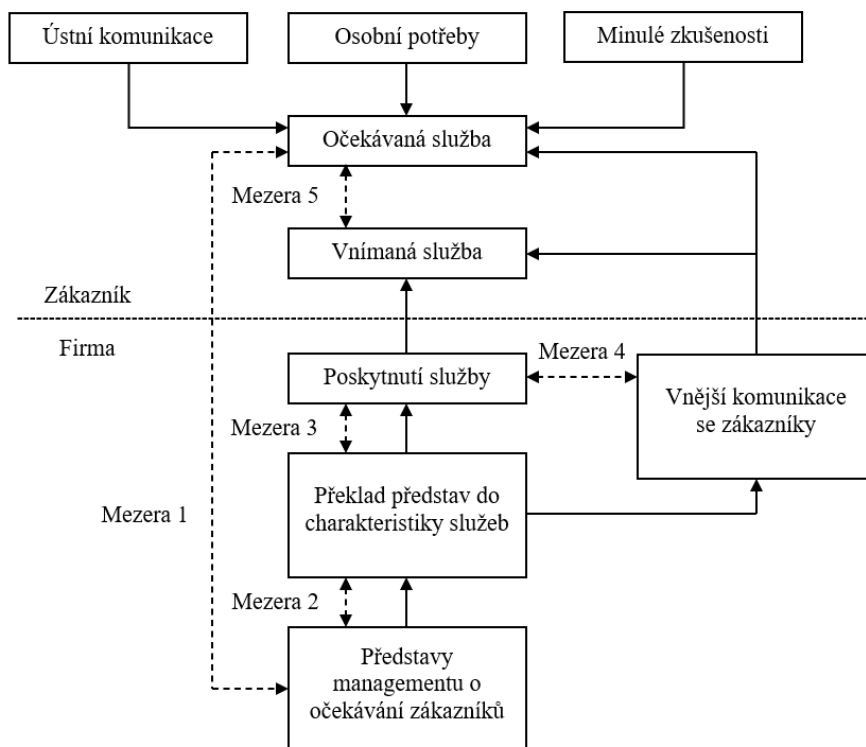 Ústní komunikace
Osobní potřeby
Minulé zkušenosti
Očekávaná služba
Mezera 5
Vnímaná služba
Zákazník
Firma
Mezera 4
Poskytnutí služby
Vnější komunikace
se zákazníky
Mezera 3
Překlad představ do
charakteristiky služeb
Mezera 1
Mezera 2
Představy
managementu o
očekávání zákazníků